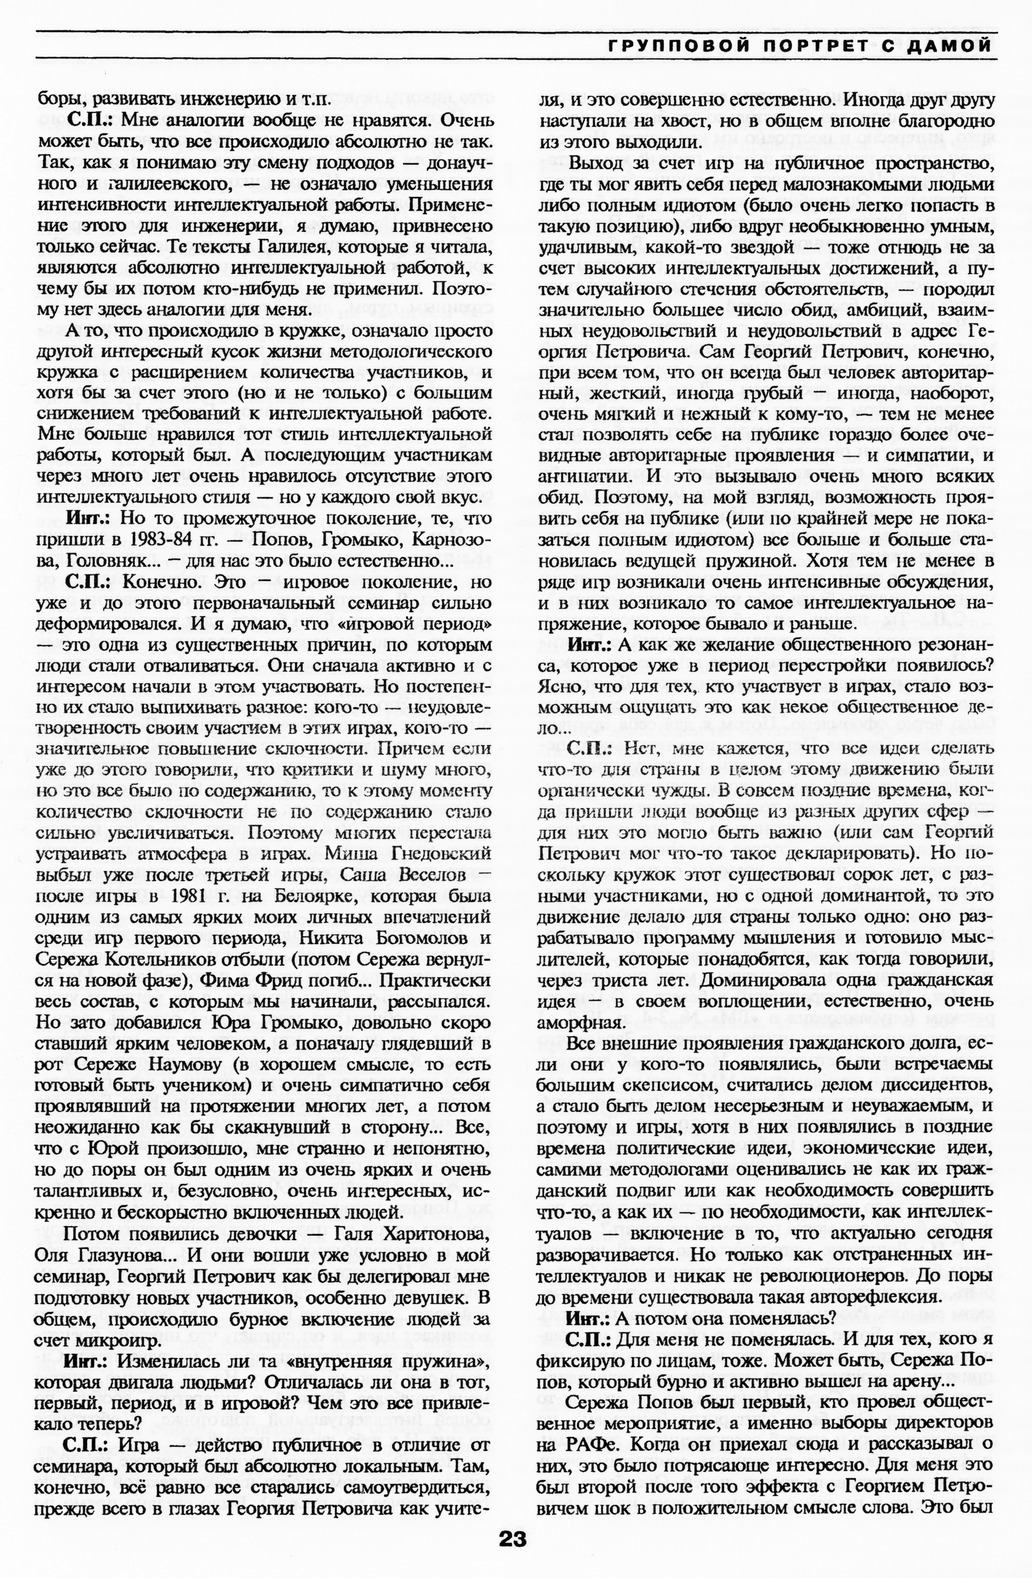 ГРУППОВОЙ ПОРТРЕТ С ДАМОЙ
боры, развивать инженерию и т.п.
С.П.: Мне аналогии вообще не нравятся. Очень
может быть, что все происходило абсолютно не так.
Так, как я понимаю эту смену подходов — донауч-
ного и галилеевского, — не означало уменьшения
интенсивности интеллектуальной работы. Примене-
ние этого для инженерии, я думаю, привнесено
только сейчас. Те тексты Галилея, которые я читала,
являются абсолютно интеллектуальной работой, к
чему бы их потом кто-нибудь не применил. Поэто-
му нет здесь аналогии для меня.
А то, что происходило в кружке, означало просто
другой интересный кусок жизни методологического
кружка с расширением количества участников, и
хотя бы за счет этого (но и не только) с большим
снижением требований к интеллектуальной работе.
Мне больше нравился тот стиль интеллектуальной
работы, который был. А последующим участникам
через много лет очень нравилось отсутствие этого
интеллектуального стиля — но у каждого свой вкус.
Инт.: Но то промежуточное поколение, те, что
пришли в 1983-84 гг. — Попов, Громыко, Карнозо-
ва, Головняк... — для нас это было естественно...
С.П.: Конечно. Это — игровое поколение, но
уже и до этого первоначальный семинар сильно
деформировался. И я думаю, что «игровой период»
— это одна из существенных причин, по которым
люди стали отваливаться. Они сначала активно и с
интересом начали в этом участвовать. Но постепен-
но их стало выпихивать разное: кого-то — неудовле-
творенность своим участием в этих играх, кого-то —
значительное повышение склочности. Причем если
уже до этого говорили, что критики и шуму много,
но это все было по содержанию, то к этому моменту
количество склочности не по содержанию стало
сильно увеличиваться. Поэтому многих перестала
устраивать атмосфера в играх. Миша Гнедовский
выбыл уже после третьей игры, Саша Веселов —
после игры в 1981 г. на Белоярке, которая была
одним из самых ярких моих личных впечатлений
среди игр первого периода, Никита Богомолов и
Сережа Котельников отбыли (потом Сережа вернул-
ся на новой фазе), Фима Фрид погиб... Практически
весь состав, с которым мы начинали, рассыпался.
Но зато добавился Юра Громыко, довольно скоро
ставший ярким человеком, а поначалу глядевший в
рот Сереже Наумову (в хорошем смысле, то есть
готовый быть учеником) и очень симпатично себя
проявлявший на протяжении многих лет, а потом
неожиданно как бы скакнувший в сторону... Все,
что с Юрой произошло, мне странно и непонятно,
но до поры он был одним из очень ярких и очень
талантливых и, безусловно, очень интересных, ис-
кренно и бескорыстно включенных людей.
Потом появились девочки — Галя Харитонова,
Оля Глазунова... И они вошли уже условно в мой
семинар, Георгий Петрович как бы делегировал мне
подготовку новых участников, особенно девушек. В
общем, происходило бурное включение людей за
счет микроигр.
Инт.: Изменилась ли та «внутренняя пружина»,
которая двигала людьми? Отличалась ли она в тот,
первый, период, и в игровой? Чем это все привле-
кало теперь?
С.П.: Игра — действо публичное в отличие от
семинара, который был абсолютно локальным. Там,
конечно, всё равно все старались самоутвердиться,
прежде всего в глазах Георгия Петровича как учите-
ля, и это совершенно естественно. Иногда друг другу
наступали на хвост, но в общем вполне благородно
из этого выходили.
Выход за счет игр на публичное пространство,
где ты мог явить себя перед малознакомыми людьми
либо полным идиотом (было очень легко попасть в
такую позицию), либо вдруг необыкновенно умным,
удачливым, какой-то звездой — тоже отнюдь не за
счет высоких интеллектуальных достижений, а пу-
тем случайного стечения обстоятельств, — породил
значительно большее число обид, амбиций, взаим-
ных неудовольствий и неудовольствий в адрес Ге-
оргия Петровича. Сам Георгий Петрович, конечно,
при всем том, что он всегда был человек авторитар-
ный, жесткий, иногда грубый — иногда, наоборот,
очень мягкий и нежный к кому-то, — тем не менее
стал позволять себе на публике гораздо более оче-
видные авторитарные проявления — и симпатии, и
антипатии. И это вызывало очень много всяких
обид. Поэтому, на мой взгляд, возможность проя-
вить себя на публике (или по крайней мере не пока-
заться полным идиотом) все больше и больше ста-
новилась ведущей пружиной. Хотя тем не менее в
ряде игр возникали очень интенсивные обсуждения,
и в них возникало то самое интеллектуальное на-
пряжение, которое бывало и раньше.
Инт.: А как же желание общественного резонан-
са, которое уже в период перестройки появилось?
Ясно, что для тех, кто участвует в играх, стало воз-
можным ощущать это как некое общественное де-
ло...
С.П.: Нет, мне кажется, что все идеи сделать
что-то для страны в целом этому движению были
органически чужды. В совсем поздние времена, ког-
да пришли люди вообще из разных других сфер —
для них это могло быть важно (или сам Георгий
Петрович мог что-то такое декларировать). Но по-
скольку кружок этот существовал сорок лет, с раз-
ными участниками, но с одной доминантой, то это
движение делало для страны только одно: оно раз-
рабатывало программу мышления и готовило мыс-
лителей, которые понадобятся, как тогда говорили,
через триста лет. Доминировала одна гражданская
идея — в своем воплощении, естественно, очень
аморфная.
Все внешние проявления гражданского долга, ес-
ли они у кого-то появлялись, были встречаемы
большим скепсисом, считались делом диссидентов,
а стало быть делом несерьезным и неуважаемым, и
поэтому и игры, хотя в них появлялись в поздние
времена политические идеи, экономические идеи,
самими методологами оценивались не как их граж-
данский подвиг или как необходимость совершить
что-то, а как их — по необходимости, как интеллек-
туалов — включение в то, что актуально сегодня
разворачивается. Но только как отстраненных ин-
теллектуалов и никак не революционеров. До поры
до времени существовала такая авторефлексия.
Инт.: А потом она поменялась?
С.П.: Для меня не поменялась. И для тех, кого я
фиксирую по лицам, тоже. Может быть, Сережа По-
пов, который бурно и активно вышел на арену...
Сережа Попов был первый, кто провел общест-
венное мероприятие, а именно выборы директоров
на РАФе. Когда он приехал сюда и рассказывал о
них, это было потрясающе интересно. Для меня это
был второй после того эффекта с Георгием Петро-
вичем шок в положительном смысле слова. Это был
23